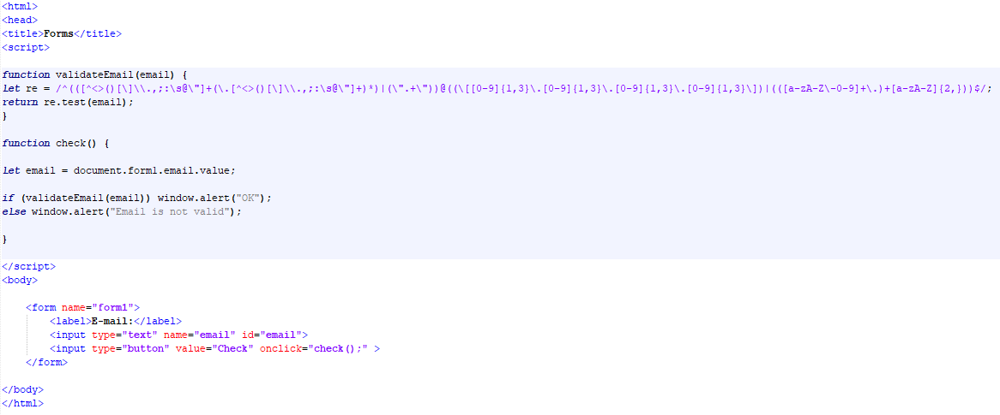 <html>
<head>
<title>Forms</title>
<script>
function validateEmail(email) {
let re = /^(([^<>()[\]\\.,;:\s@\"]+(\.[^<>()[\]\\.,;:\s@\"]+)*)|(\".+\"))@((\[[0-9]{1,3}\.[0-9]{1,3}\.[0-9]{1,3}\.[0-9]{1,3}\])|(([a-zA-Z\-0-9]+\.)+[a-zA-Z]{2,}))$/;
return re.test(email);
}
function check() {
let email = document.form1.email.value;
if (validateEmail(email)) window.alert("OK");
else window.alert("Email is not valid");
}
</script>
<body>
<form name="form1">
<label>E-mail:</label>
<input type="text" name="email" id="email">
<input type="button" value="Check" onclick="check();" >
</form>
</body>
</html>